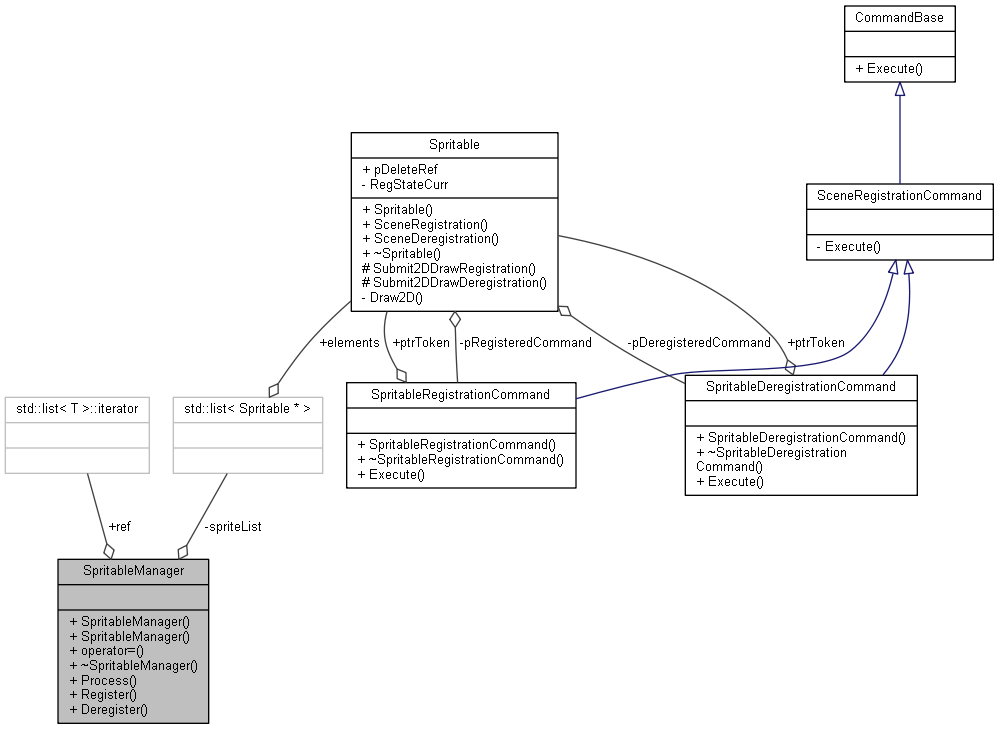 CommandBase
+ Execute()
Spritable
+ pDeleteRef
- RegStateCurr
+ Spritable()
+ SceneRegistration()
+ SceneDeregistration()
+ ~Spritable()
# Submit2DDrawRegistration()
# Submit2DDrawDeregistration()
- Draw2D()
SceneRegistrationCommand
- Execute()
+elements
+ptrToken
-pRegisteredCommand
-pDeregisteredCommand
+ptrToken
std::list< T >::iterator
std::list< Spritable * >
SpritableRegistrationCommand
+ SpritableRegistrationCommand()
+ ~SpritableRegistrationCommand()
+ Execute()
SpritableDeregistrationCommand
+ SpritableDeregistrationCommand()
+ ~SpritableDeregistration
Command()
+ Execute()
+ref
-spriteList
SpritableManager
+ SpritableManager()
+ SpritableManager()
+ operator=()
+ ~SpritableManager()
+ Process()
+ Register()
+ Deregister()